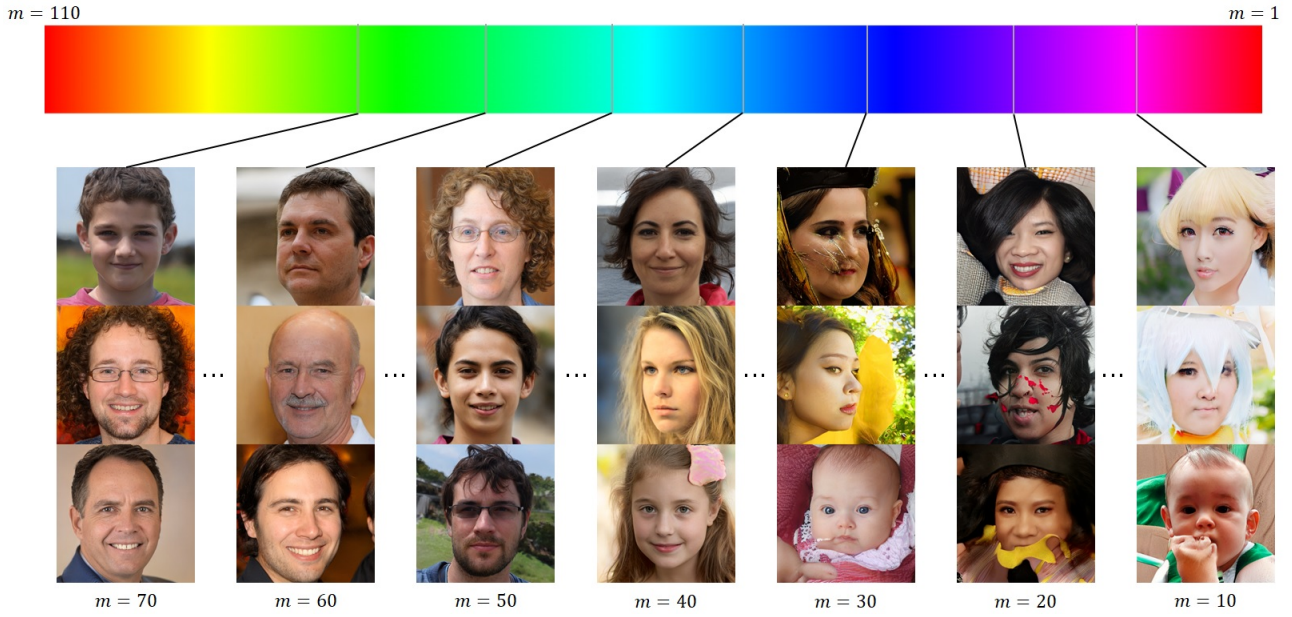 m = 110
m = 1
... ... ... ... ... ...
m = 70
m = 60
m = 50
m = 40
m = 30
m = 20
m = 10